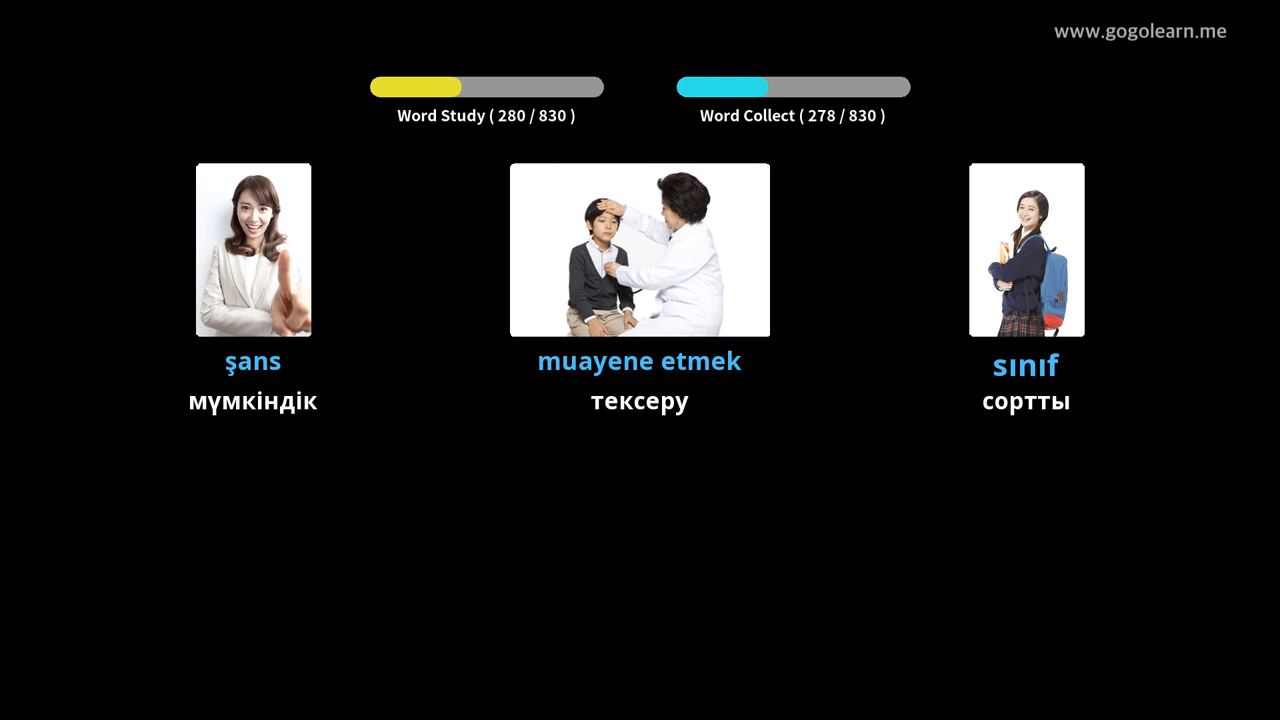 www.gogolearn.me
Word Study ( 280 / 830 )
Word Collect ( 278 / 830 )
şans
muayene etmek
sınıf
мүмкіндік
тексеру
сортты